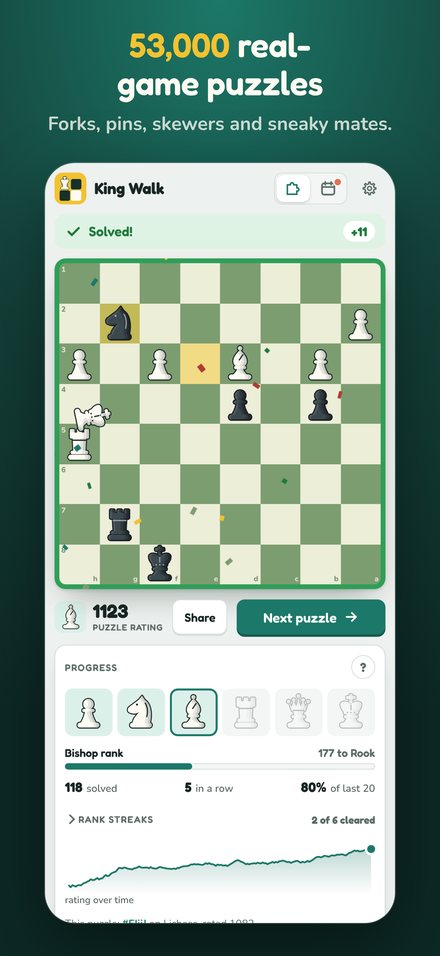 53,000 real-
game puzzles
Forks, pins, skewers and sneaky mates.
King Walk
Solved!
+11
1
2
3
4
5
6
7
8
h g f e d c b a
1123
PUZZLE RATING
Share
Next puzzle
PROGRESS
?
Bishop rank
177 to Rook
118 solved
5 in a row
80% of last 20
RANK STREAKS
2 of 6 cleared
rating over time